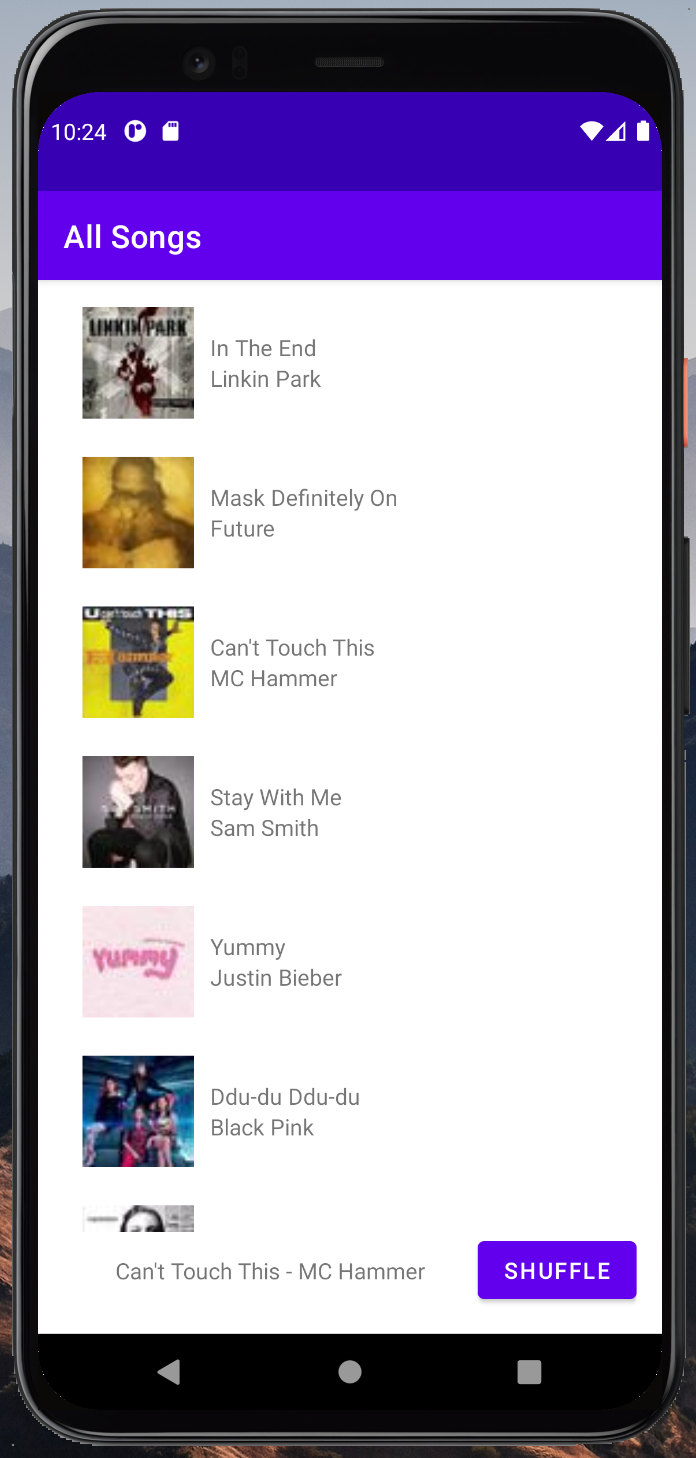 10:24
All Songs
LINKIN PARK
In The End
Linkin Park
Mask Definitely On
Future
U can't touch THIS
Hammer
Can't Touch This
MC Hammer
SAM SMITH
Stay With Me
Sam Smith
YUMMY
Yummy
Justin Bieber
Ddu-du Ddu-du
Black Pink
Can't Touch This - MC Hammer
SHUFFLE